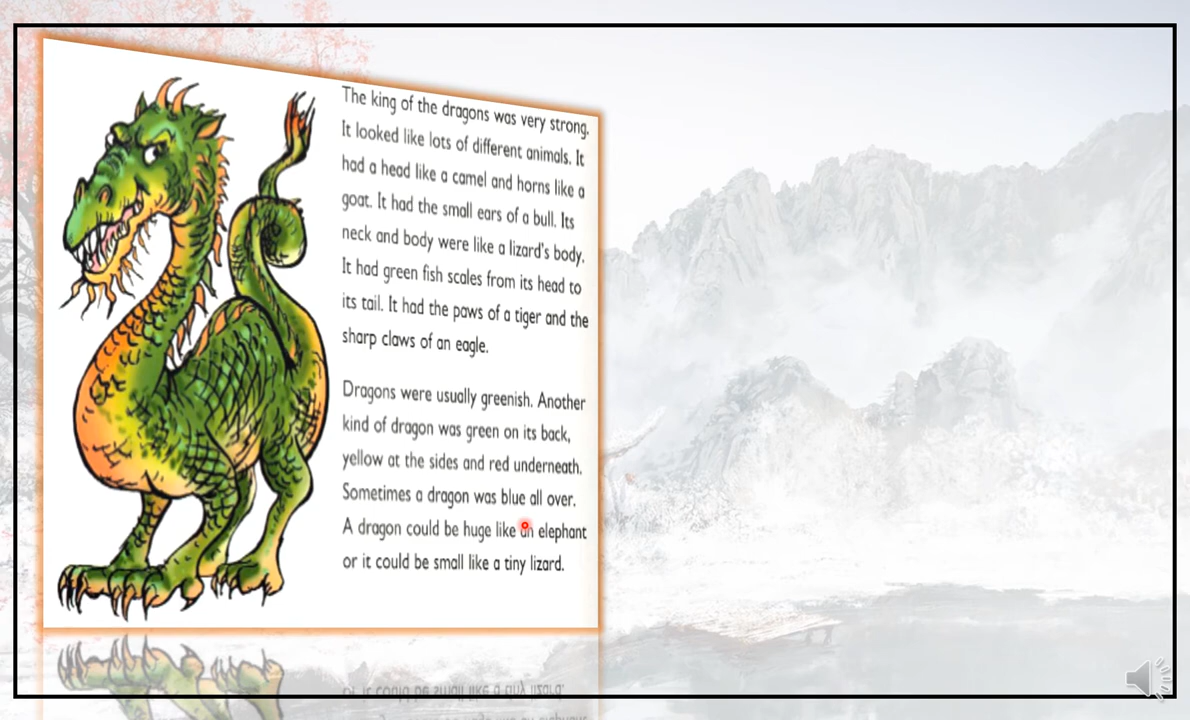 The king of the dragons was very strong.
It looked like lots of different animals. It
had a head like a camel and horns like a
goat. It had the small ears of a bull. Its
neck and body were like a lizard's body.
It had green fish scales from its head to
its tail. It had the paws of a tiger and the
sharp claws of an eagle.
Dragons were usually greenish. Another
kind of dragon was green on its back,
yellow at the sides and red underneath.
Sometimes a dragon was blue all over.
A dragon could be huge like an elephant
or it could be small like a tiny lizard.